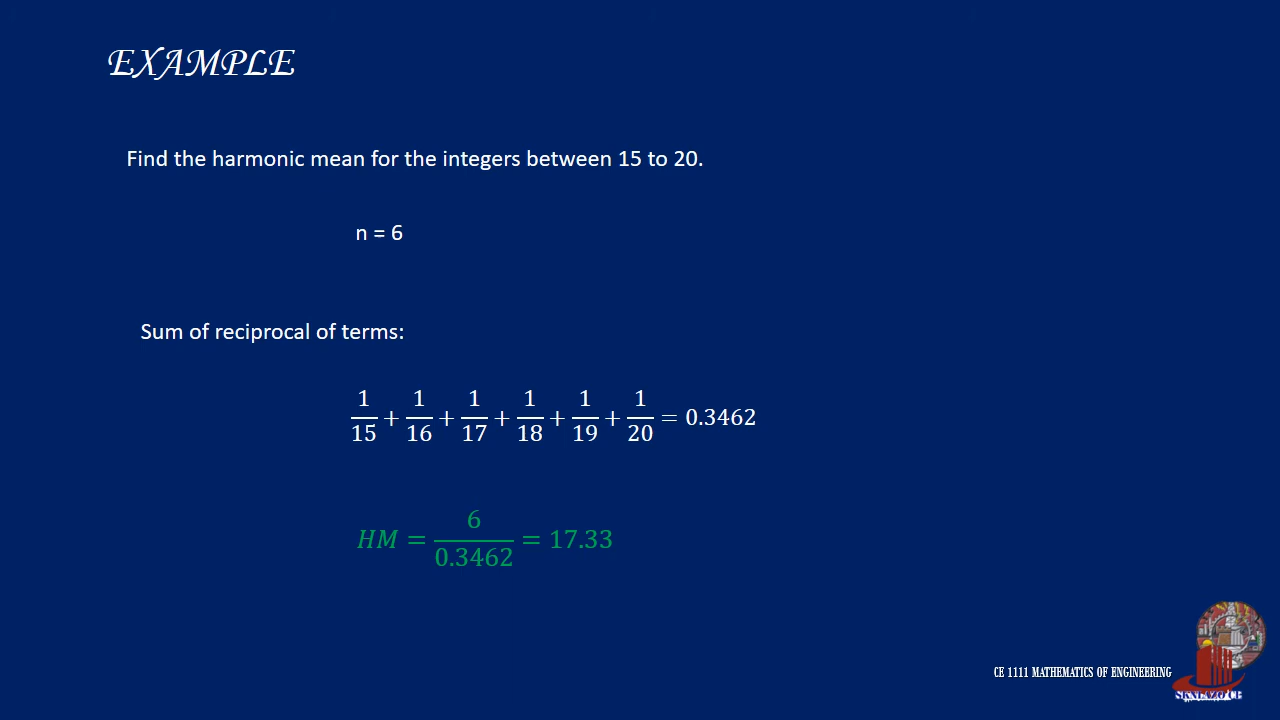 EXAMPLE
Find the harmonic mean for the integers between 15 to 20.
n = 6
Sum of reciprocal of terms:
1/15 + 1/16 + 1/17 + 1/18 + 1/19 + 1/20 = 0.3462
HM = 6/0.3462 = 17.33
CE 1111 MATHEMATICS OF ENGINEERING